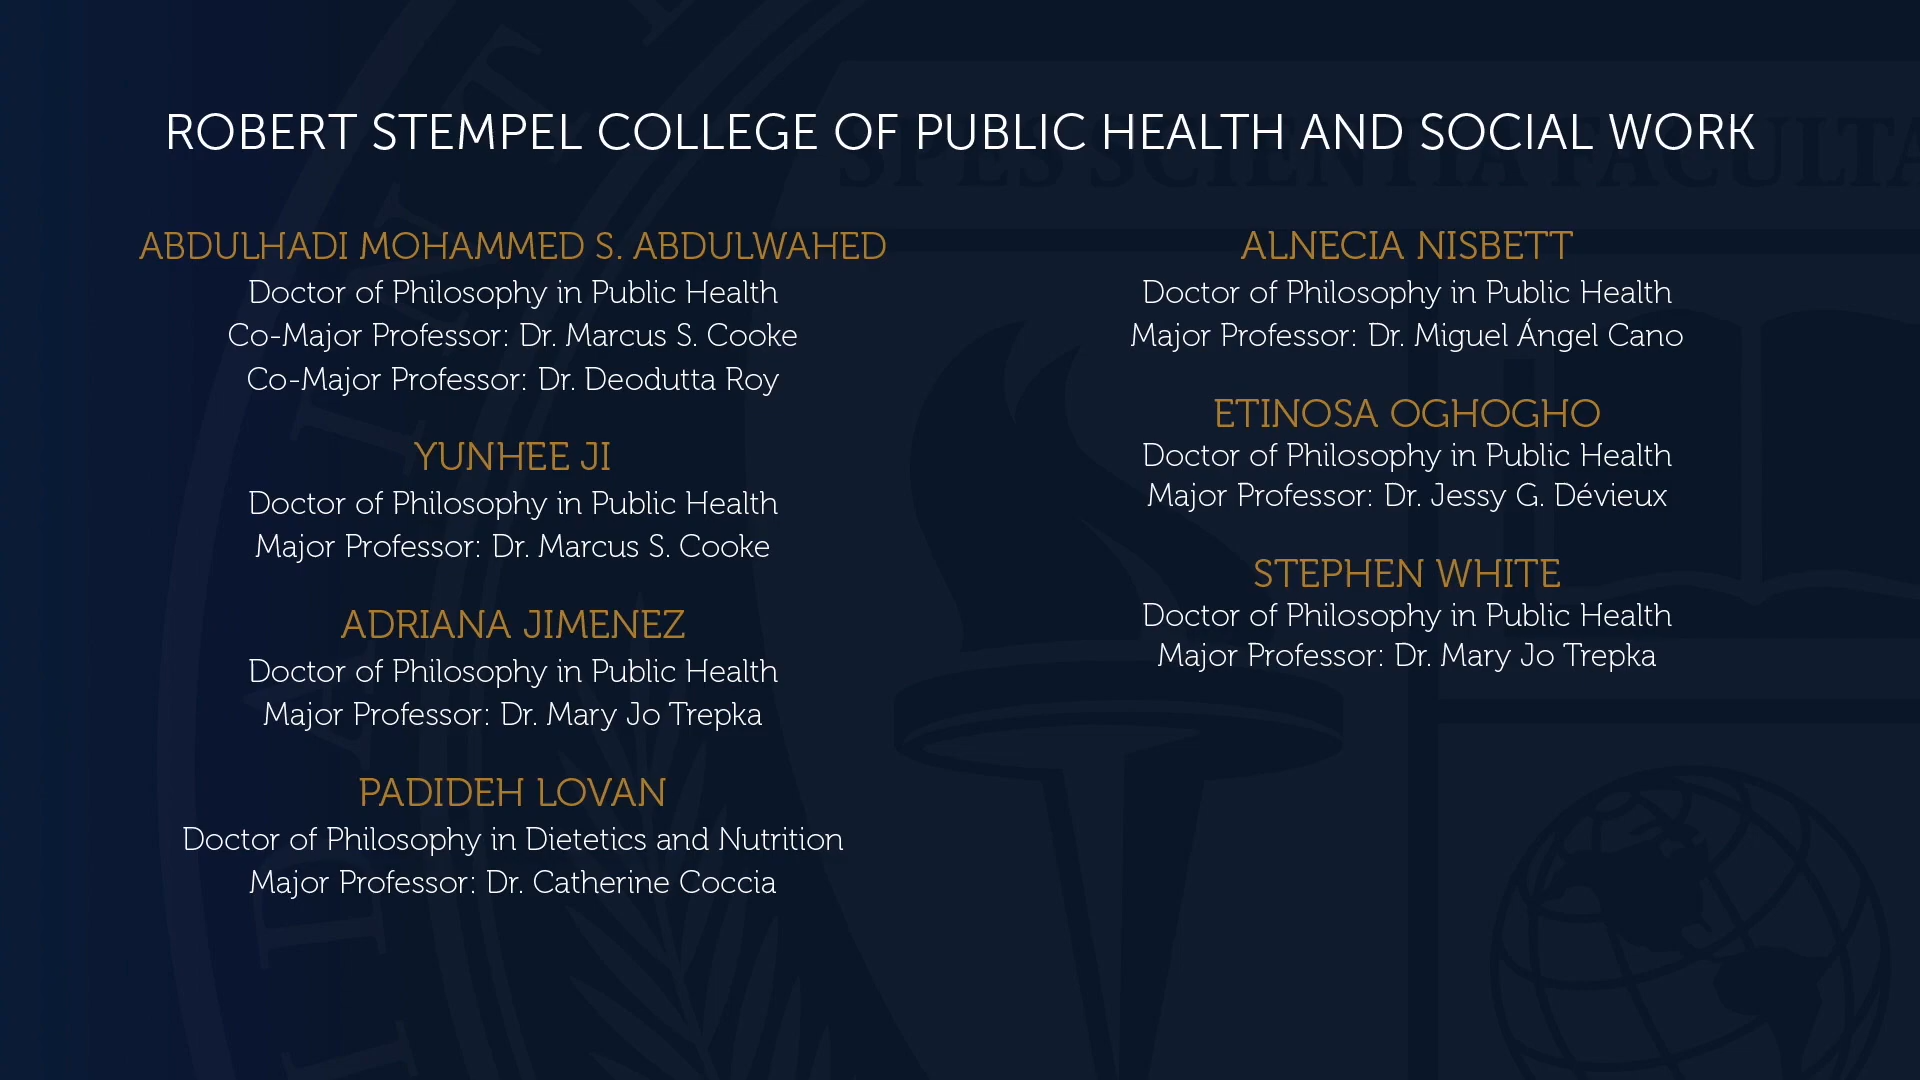 ROBERT STEMPEL COLLEGE OF PUBLIC HEALTH AND SOCIAL WORK
SPES SCIENTIA FACULTA
ABDULHADI MOHAMMED S. ABDULWAHED
Doctor of Philosophy in Public Health
Co-Major Professor: Dr. Marcus S. Cooke
Co-Major Professor: Dr. Deodutta Roy
YUNHEE JI
Doctor of Philosophy in Public Health
Major Professor: Dr. Marcus S. Cooke
ADRIANA JIMENEZ
Doctor of Philosophy in Public Health
Major Professor: Dr. Mary Jo Trepka
PADIDEH LOVAN
Doctor of Philosophy in Dietetics and Nutrition
Major Professor: Dr. Catherine Coccia
ALNECIA NISBETT
Doctor of Philosophy in Public Health
Major Professor: Dr. Miguel Ángel Cano
ETINOSA OGHOGHO
Doctor of Philosophy in Public Health
Major Professor: Dr. Jessy G. Dévieux
STEPHEN WHITE
Doctor of Philosophy in Public Health
Major Professor: Dr. Mary Jo Trepka